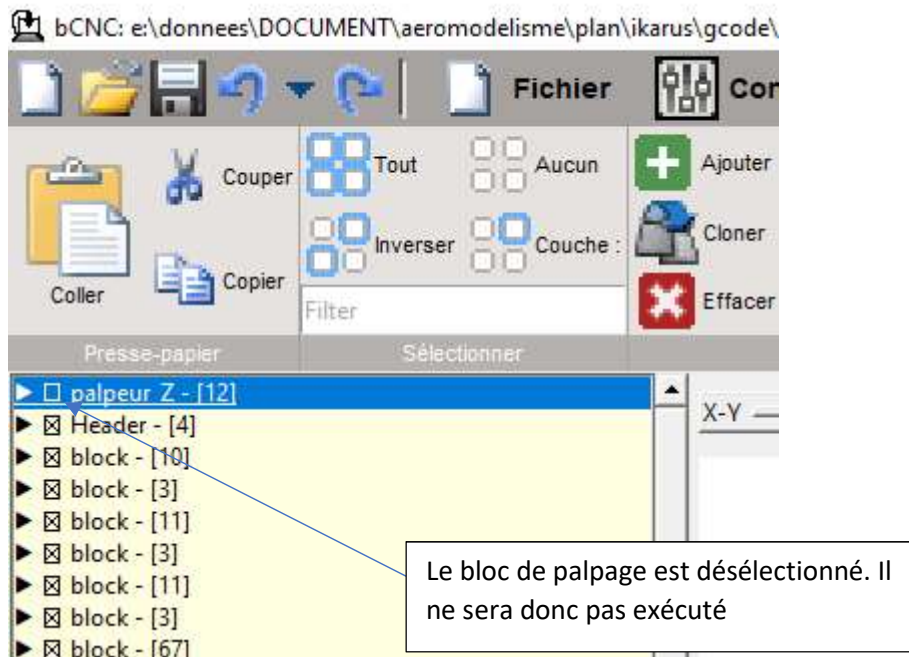 bCNC: e:\donnees\DOCUMENT\aeromodelisme\plan\ikarus\gcode\
Fichier
Con
Coller
Couper
Copier
Presse-papier
Tout
Aucun
Inverser
Couche :
Filter
Sélectionner
Ajouter
Cloner
Effacer
palpeur Z - [12]
Header - [4]
block - [10]
block - [3]
block - [11]
block - [3]
block - [11]
block - [3]
block - [67]
X-Y
Le bloc de palpage est désélectionné. Il
ne sera donc pas exécuté